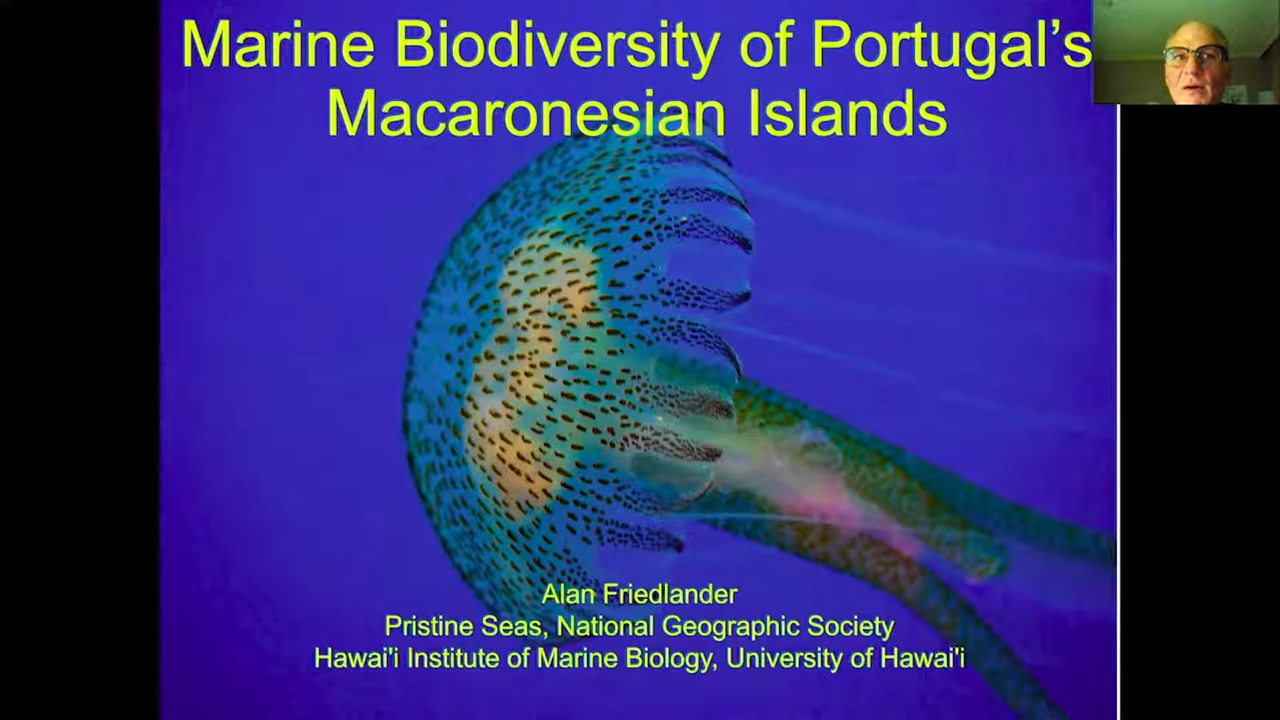 Marine Biodiversity of Portugal’s
Macaronesian Islands
Alan Friedlander
Pristine Seas, National Geographic Society
Hawai'i Institute of Marine Biology, University of Hawai'i